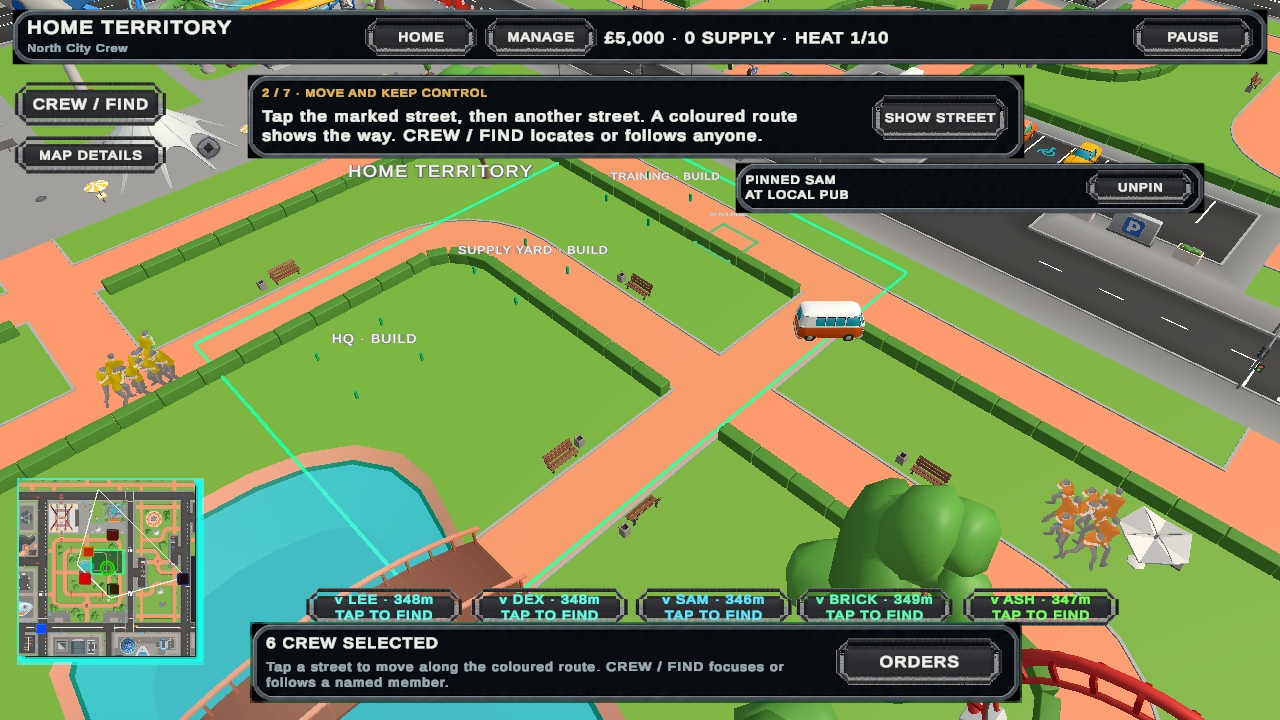 HOME TERRITORY
North City Crew
HOME
MANAGE
£5,000 · 0 SUPPLY · HEAT 1/10
PAUSE
CREW / FIND
MAP DETAILS
2 / 7 · MOVE AND KEEP CONTROL
Tap the marked street, then another street. A coloured route
shows the way. CREW / FIND locates or follows anyone.
SHOW STREET
PINNED SAM
AT LOCAL PUB
UNPIN
HOME TERRITORY
TRAINING · BUILD
SUPPLY YARD · BUILD
P
HQ · BUILD
v LEE · 348m
TAP TO FIND
v DEX · 348m
TAP TO FIND
v SAM · 346m
TAP TO FIND
v BRICK · 349m
TAP TO FIND
v ASH · 347m
TAP TO FIND
6 CREW SELECTED
Tap a street to move along the coloured route. CREW / FIND focuses or
follows a named member.
ORDERS